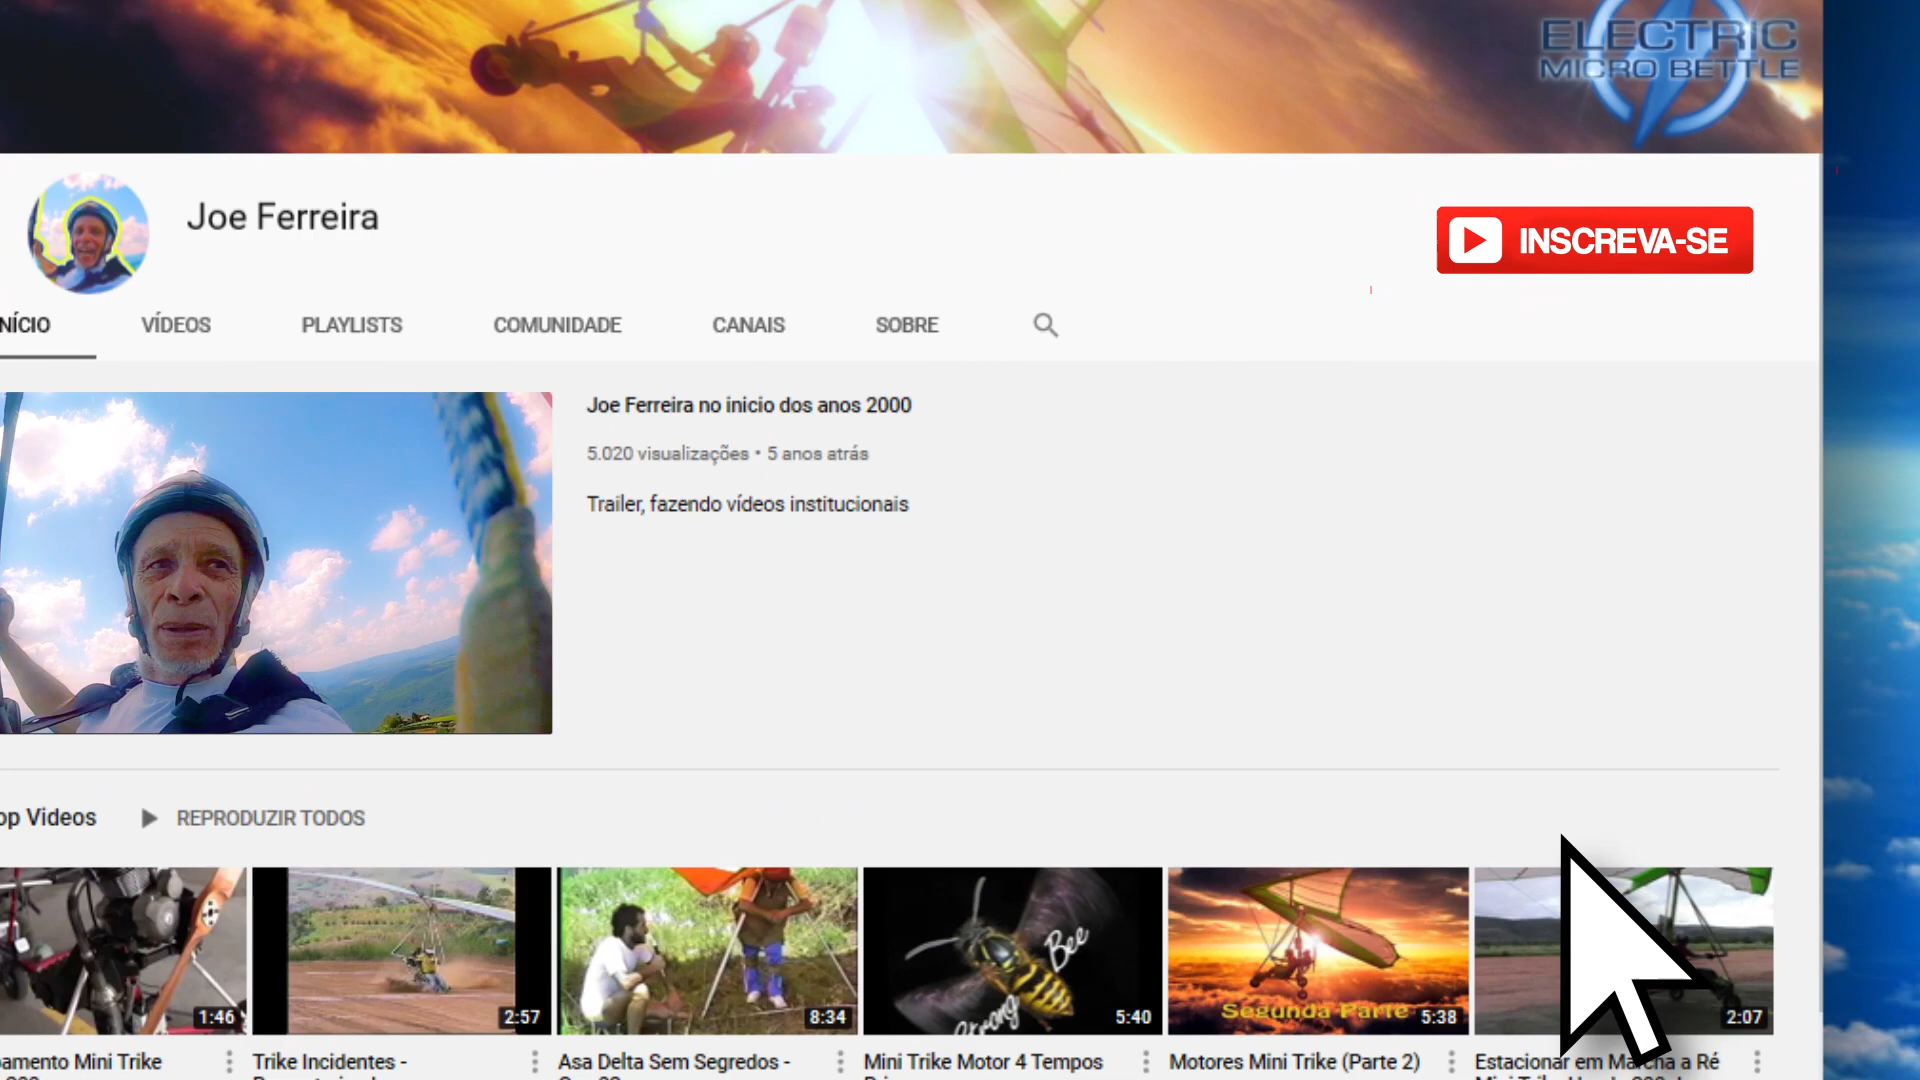 ELECTRIC
MICRO BETTLE
Joe Ferreira
INSCREVA-SE
NÍCIO VÍDEOS PLAYLISTS COMUNIDADE CANAIS SOBRE
Joe Ferreira no inicio dos anos 2000
5.020 visualizações • 5 anos atrás
Trailer, fazendo vídeos institucionais
op Videos REPRODUZIR TODOS
Bee
Strong
Segunda Parte
1:46 2:57 8:34 5:40 5:38 2:07
pamento Mini Trike
Trike Incidentes -
Asa Delta Sem Segredos -
Mini Trike Motor 4 Tempos
Motores Mini Trike (Parte 2)
Estacionar em Marcha a Ré